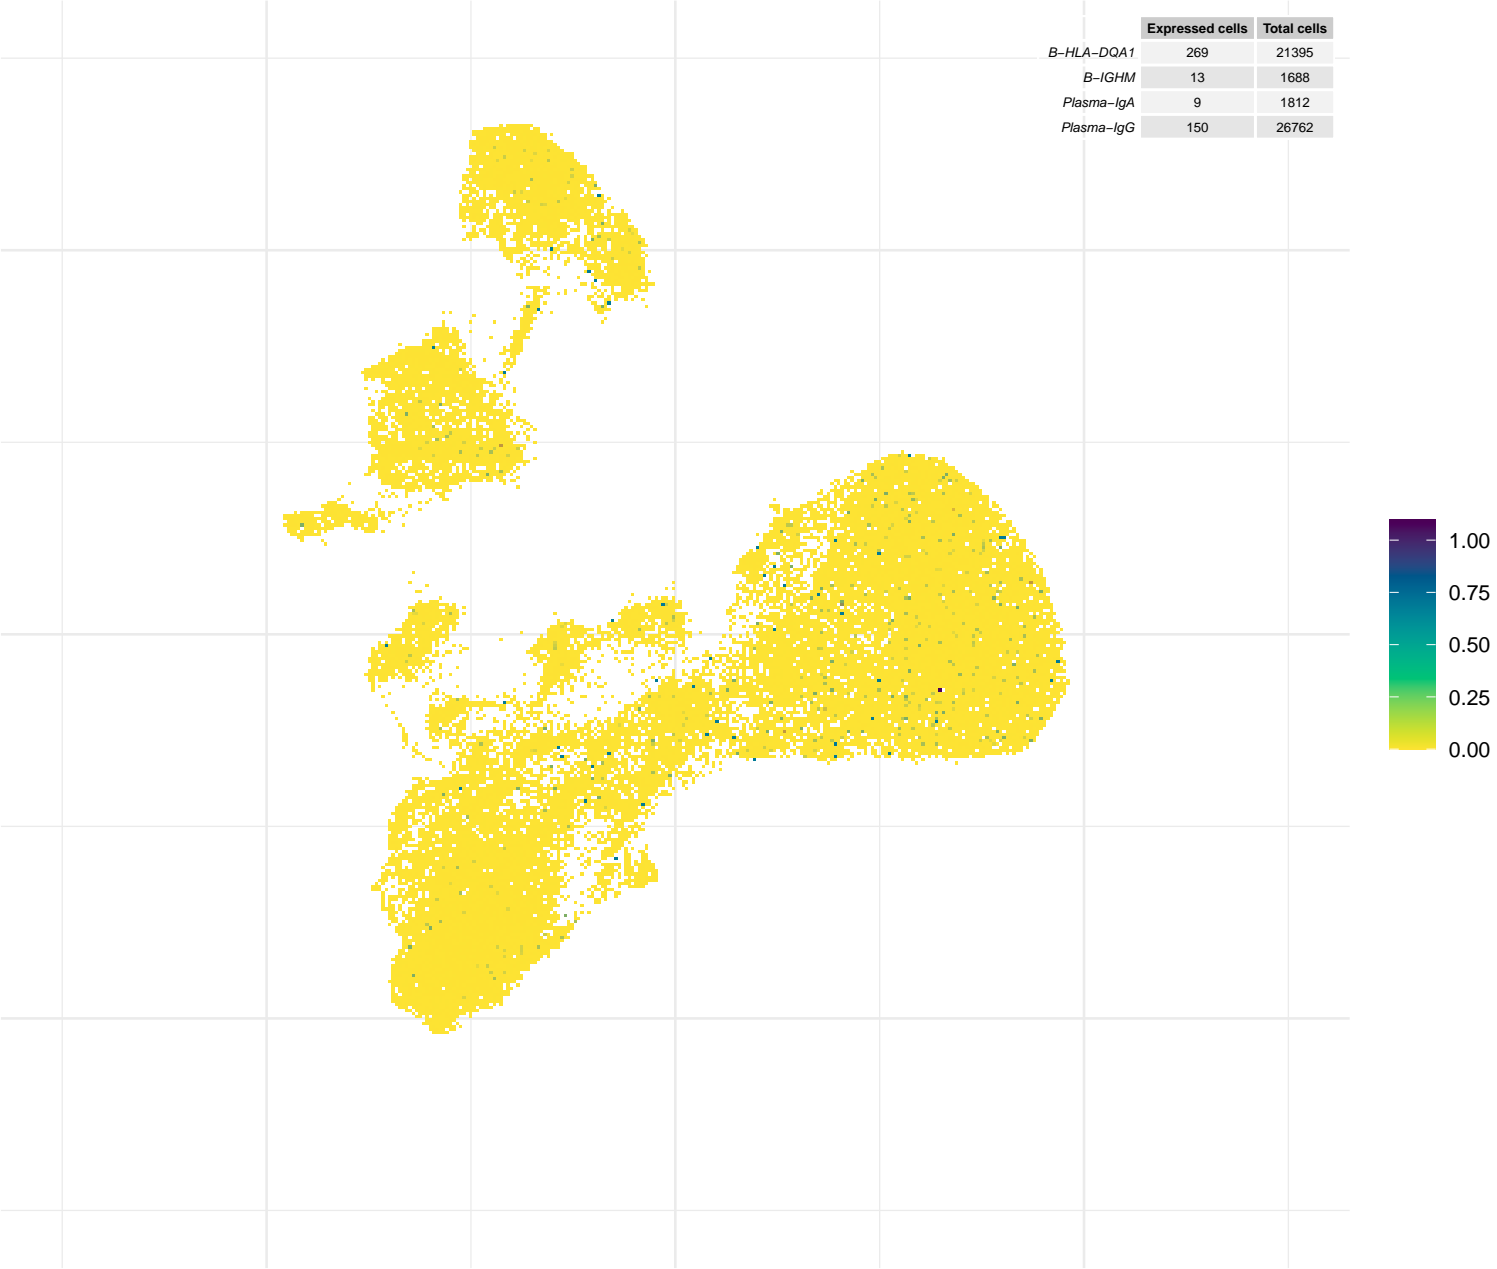 Expressed cells Total cells
B−HLA−DQA1 269 21395
B−IGHM 13 1688
Plasma−IgA 9 1812
Plasma−IgG 150 26762
1.00
0.75
0.50
0.25
0.00